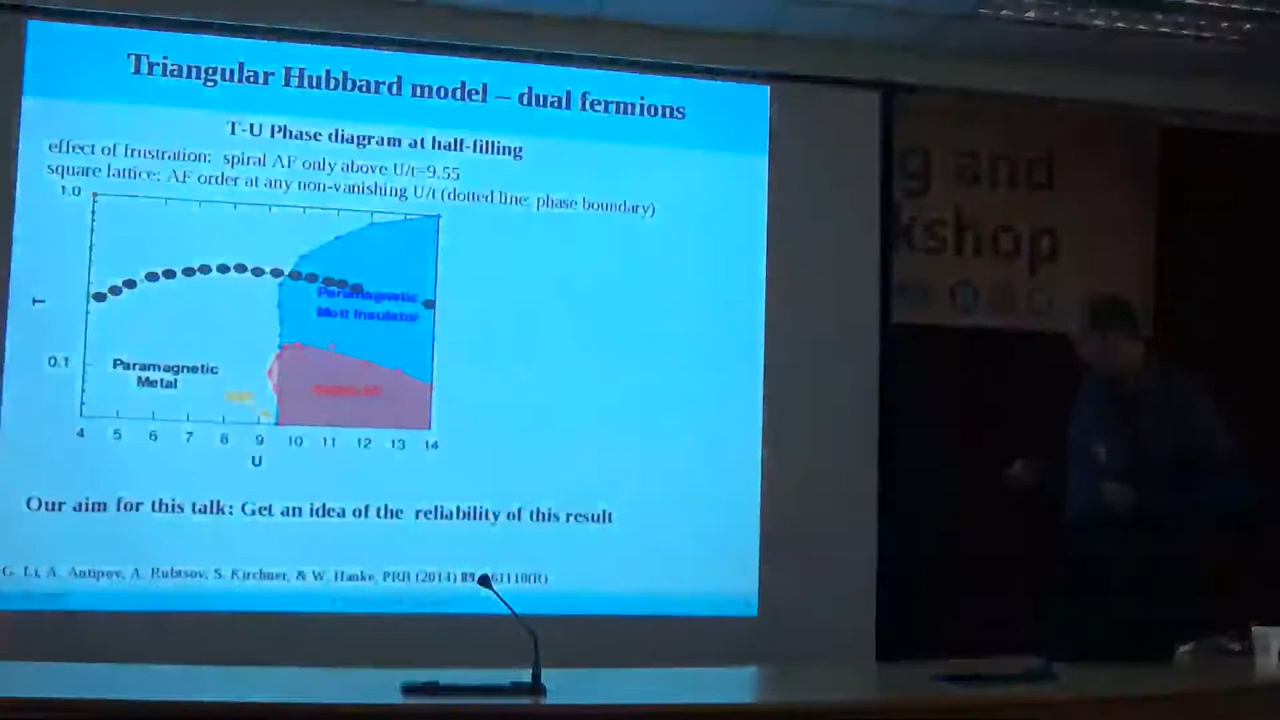 Triangular Hubbard model – dual fermions
T-U Phase diagram at half-filling
effect of frustration: spiral AF only above U/t=9.55
square lattice: AF order at any non-vanishing U/t (dotted line: phase boundary)
1.0
T
Paramagnetic
Mott Insulator
0.1
Paramagnetic
Metal
4 5 6 7 8 9 10 11 12 13 14
U
Our aim for this talk: Get an idea of the reliability of this result
G. Li, A. Antipov, A. Rubtsov, S. Kirchner, & W. Hanke, PRB (2014) 89
g and
kshop